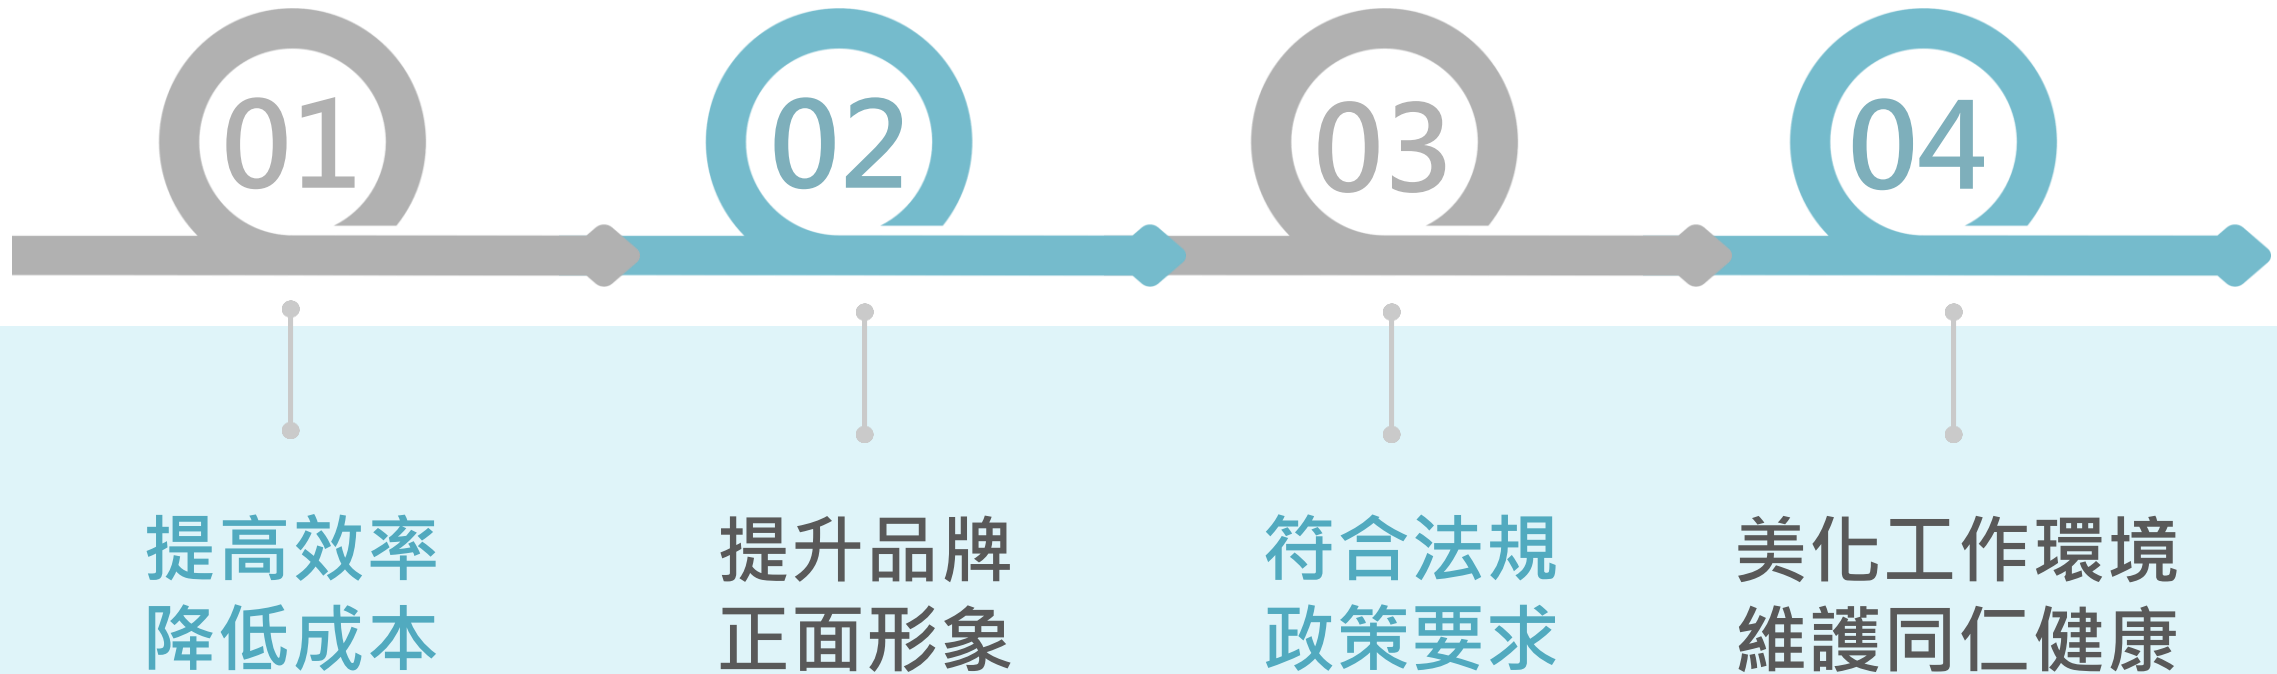 01
02
03
04
提高效率
降低成本
提升品牌
正面形象
符合法規
政策要求
美化工作環境
維護同仁健康